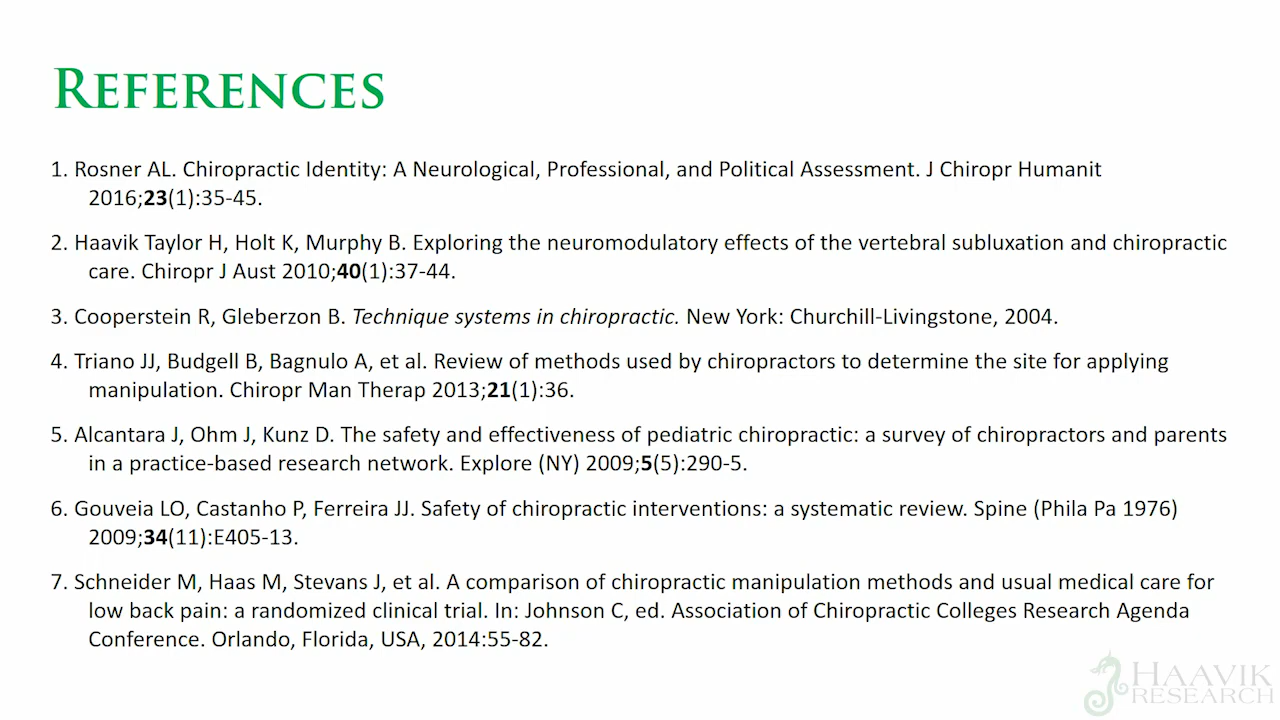 References
1. Rosner AL. Chiropractic Identity: A Neurological, Professional, and Political Assessment. J Chiropr Humanit
2016;23(1):35-45.
2. Haavik Taylor H, Holt K, Murphy B. Exploring the neuromodulatory effects of the vertebral subluxation and chiropractic
care. Chiropr J Aust 2010;40(1):37-44.
3. Cooperstein R, Gleberzon B. Technique systems in chiropractic. New York: Churchill-Livingstone, 2004.
4. Triano JJ, Budgell B, Bagnulo A, et al. Review of methods used by chiropractors to determine the site for applying
manipulation. Chiropr Man Therap 2013;21(1):36.
5. Alcantara J, Ohm J, Kunz D. The safety and effectiveness of pediatric chiropractic: a survey of chiropractors and parents
in a practice-based research network. Explore (NY) 2009;5(5):290-5.
6. Gouveia LO, Castanho P, Ferreira JJ. Safety of chiropractic interventions: a systematic review. Spine (Phila Pa 1976)
2009;34(11):E405-13.
7. Schneider M, Haas M, Stevans J, et al. A comparison of chiropractic manipulation methods and usual medical care for
low back pain: a randomized clinical trial. In: Johnson C, ed. Association of Chiropractic Colleges Research Agenda
Conference. Orlando, Florida, USA, 2014:55-82.
HAAVIK
RESEARCH